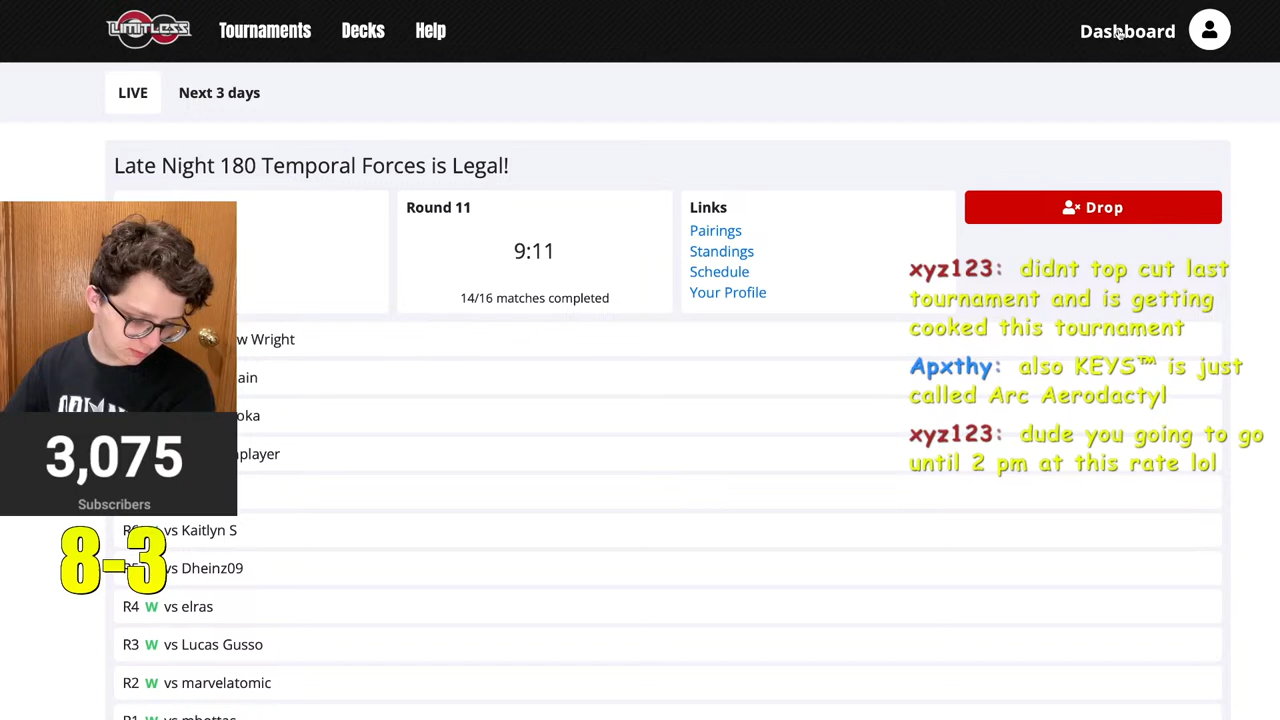 LIMITLESS
Tournaments
Decks
Help
Dashboard
LIVE
Next 3 days
Late Night 180 Temporal Forces is Legal!
Round 11
9:11
14/16 matches completed
Links
Pairings
Standings
Schedule
Your Profile
Drop
w Wright
ain
oka
player
vs Kaitlyn S
vs Dheinz09
R4 W vs elras
R3 W vs Lucas Gusso
R2 W vs marvelatomic
R1 W vs mbottas
3,075
Subscribers
8-3
xyz123: didnt top cut last
tournament and is getting
cooked this tournament
Apxthy: also KEYS™ is just
called Arc Aerodactyl
xyz123: dude you going to go
until 2 pm at this rate lol